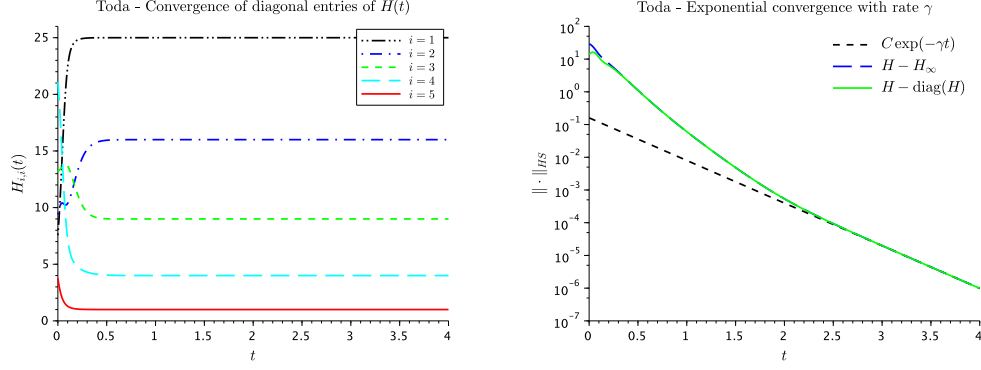 Toda - Convergence of diagonal entries of H(t)
25
20
15
10
5
0
H_{i,i}(t)
i = 1
i = 2
i = 3
i = 4
i = 5
0 0.5 1 1.5 2 2.5 3 3.5 4
t
Toda - Exponential convergence with rate γ
10^2
10^1
10^0
10^{-1}
10^{-2}
10^{-3}
10^{-4}
10^{-5}
10^{-6}
10^{-7}
‖ · ‖_{HS}
C exp(−γt)
H − H_∞
H − diag(H)
0 0.5 1 1.5 2 2.5 3 3.5 4
t